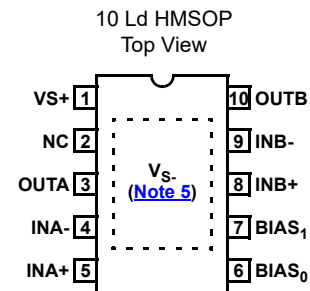 10 Ld HMSOP
Top View
VS+ 1
10 OUTB
NC 2
9 INB-
VS-
(Note 5)
OUTA 3
8 INB+
INA- 4
7 BIAS1
INA+ 5
6 BIAS0